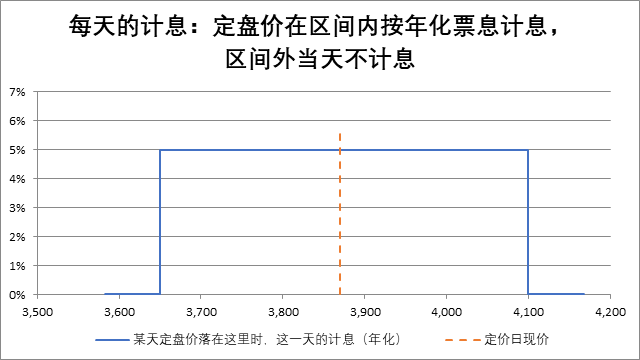 每天的计息：定盘价在区间内按年化票息计息，
区间外当天不计息
7%
6%
5%
4%
3%
2%
1%
0%
3,500 3,600 3,700 3,800 3,900 4,000 4,100 4,200
某天定盘价落在这里时，这一天的计息（年化） 定价日现价